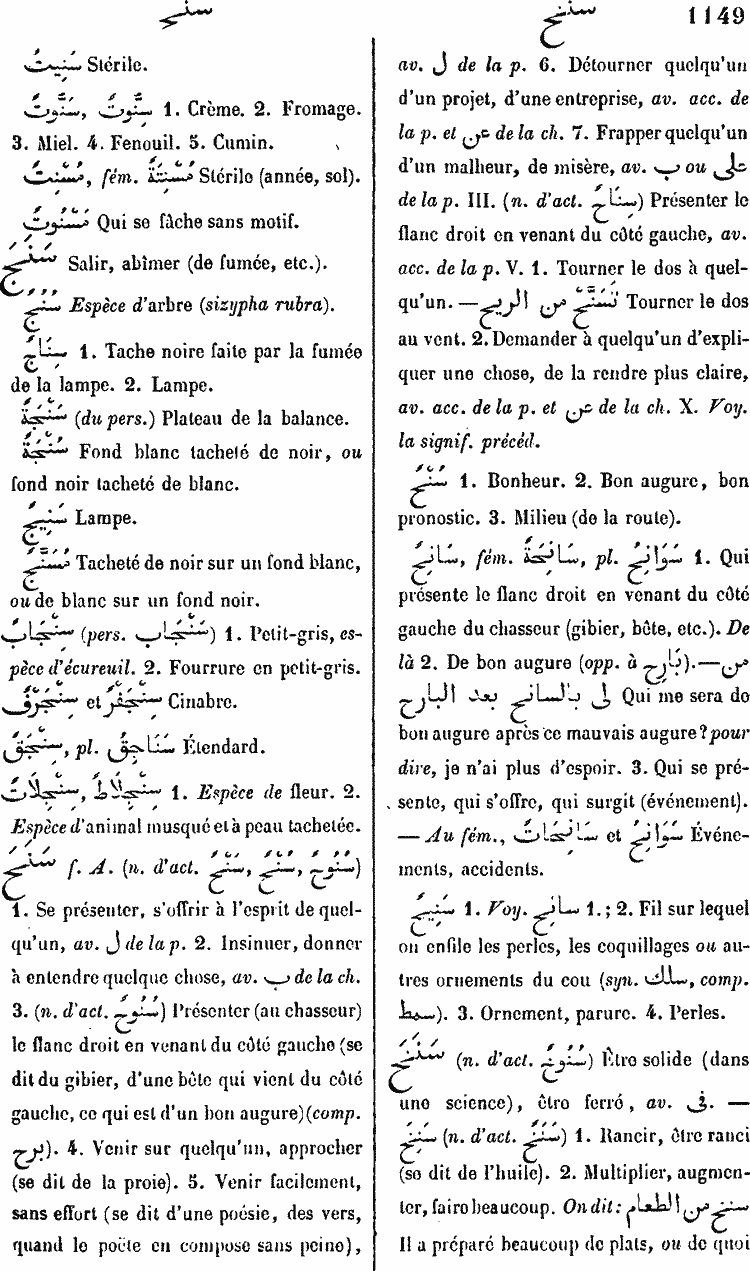 سنح
سنخ 1149
سَنِيتٌ Stérile.
سَنُّوتٌ, سِنَّوْتٌ 1. Crème. 2. Fromage.
3. Miel. 4. Fenouil. 5. Cumin.
مُسْنِتٌ, fém. مُسْنِتَةٌ Stérile (année, sol).
مَسْنُوتٌ Qui se fâche sans motif.
سَنَجَ Salir, abîmer (de fumée, etc.).
سُنُجٌ Espèce d'arbre (sizypha rubra).
سِنَاجٌ 1. Tache noire faite par la fumée
de la lampe. 2. Lampe.
سَنْجَةٌ (du pers.) Plateau de la balance.
سُنْجَةٌ Fond blanc tacheté de noir, ou
fond noir tacheté de blanc.
سَنِيجٌ Lampe.
مُسَنَّجٌ Tacheté de noir sur un fond blanc,
ou de blanc sur un fond noir.
سِنْجَابٌ (pers. سَنْجَاب) 1. Petit-gris, es-
pèce d'écureuil. 2. Fourrure en petit-gris.
سِنْجَرْفٌ et سِنْجَفْرٌ Cinabre.
سِنْجَقٌ, pl. سَنَاجِقُ Étendard.
سِنْجِلَاتٌ, سِنْجِلَاطٌ 1. Espèce de fleur. 2.
Espèce d'animal musqué et à peau tachetée.
سَنَحَ f. A. (n. d'act. سَنْحٌ, سُنْحٌ, سُنُوحٌ)
1. Se présenter, s'offrir à l'esprit de quel-
qu'un, av. ل de la p. 2. Insinuer, donner
à entendre quelque chose, av. ب de la ch.
3. (n. d'act. سُنُوحٌ) Présenter (au chasseur)
le flanc droit en venant du côté gauche (se
dit du gibier, d'une bête qui vient du côté
gauche, ce qui est d'un bon augure) (comp.
برح). 4. Venir sur quelqu'un, approcher
(se dit de la proie). 5. Venir facilement,
sans effort (se dit d'une poésie, des vers,
quand le poëte en compose sans peine),
av. ل de la p. 6. Détourner quelqu'un
d'un projet, d'une entreprise, av. acc. de
la p. et عن de la ch. 7. Frapper quelqu'un
d'un malheur, de misère, av. ب ou على
de la p. III. (n. d'act. سِنَاحٌ) Présenter le
flanc droit en venant du côté gauche, av.
acc. de la p. V. 1. Tourner le dos à quel-
qu'un. — تَسَنَّحَ من الريح Tourner le dos
au vent. 2. Demander à quelqu'un d'expli-
quer une chose, de la rendre plus claire,
av. acc. de la p. et عن de la ch. X. Voy.
la signif. précéd.
سُنْحٌ 1. Bonheur. 2. Bon augure, bon
pronostic. 3. Milieu (de la route).
سَانِحٌ, fém. سَانِحَةٌ, pl. سَوَانِحُ 1. Qui
présente le flanc droit en venant du côté
gauche du chasseur (gibier, bête, etc.). De
là 2. De bon augure (opp. à بَارِح). — من
لى بالسانح بعد البارح Qui me sera de
bon augure après ce mauvais augure? pour
dire, je n'ai plus d'espoir. 3. Qui se pré-
sente, qui s'offre, qui surgit (événement).
— Au fém., سَانِحَاتٌ et سَوَانِحُ Événe-
ments, accidents.
سَنِيحٌ 1. Voy. سانح 1.; 2. Fil sur lequel
on enfile les perles, les coquillages ou au-
tres ornements du cou (syn. سلك, comp.
سمط). 3. Ornement, parure. 4. Perles.
سَنَخَ (n. d'act. سُنُوخٌ) Être solide (dans
une science), être ferré, av. فى. —
سَنِخَ (n. d'act. سَنَخٌ) 1. Rancir, être ranci
(se dit de l'huile). 2. Multiplier, augmen-
ter, faire beaucoup. On dit: سنخ من الطعام
Il a préparé beaucoup de plats, ou de quoi